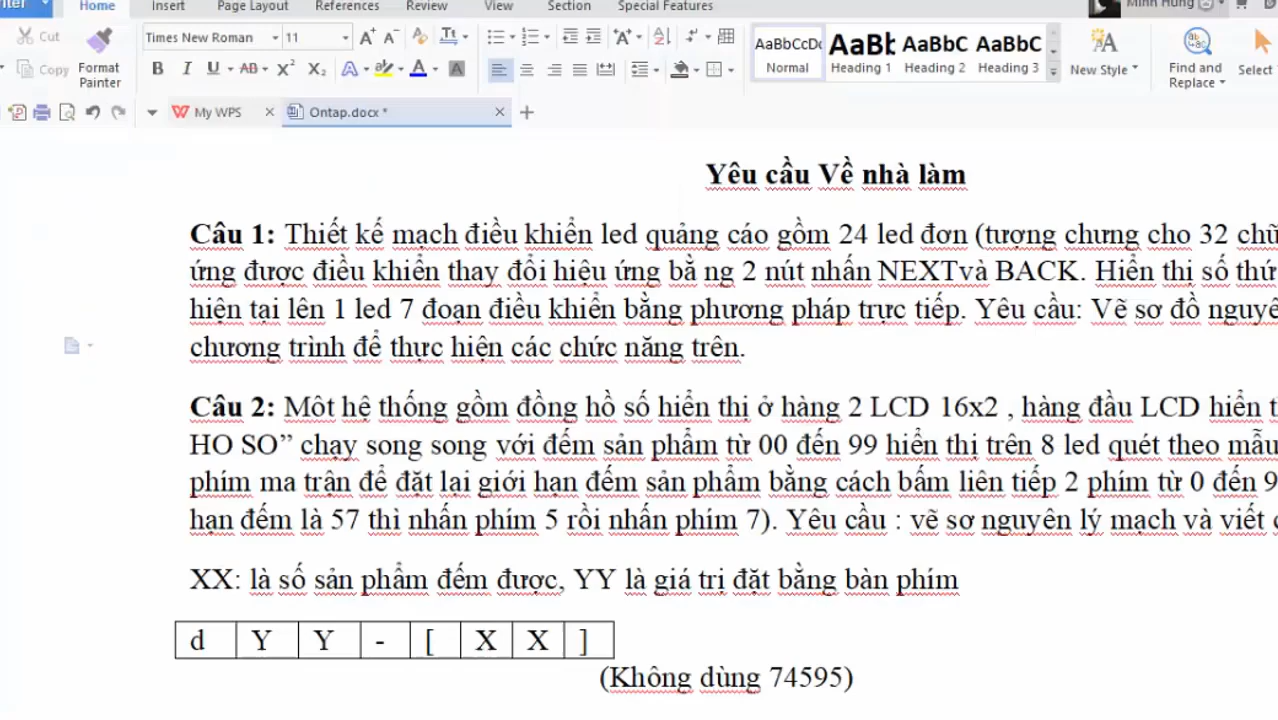 Home Insert Page Layout References Review View Section Special Features
Cut Copy Format Painter Times New Roman 11 AaBbCcDc AaBb AaBbC AaBbC Normal Heading 1 Heading 2 Heading 3 New Style Find and Replace Select
My WPS Ontap.docx *
Yêu cầu Về nhà làm
Câu 1: Thiết kế mạch điều khiển led quảng cáo gồm 24 led đơn (tượng chưng cho 32 chữ
ứng được điều khiển thay đổi hiệu ứng bằ ng 2 nút nhấn NEXTvà BACK. Hiển thị số thứ
hiện tại lên 1 led 7 đoạn điều khiển bằng phương pháp trực tiếp. Yêu cầu: Vẽ sơ đồ nguyê
chương trình để thực hiện các chức năng trên.
Câu 2: Môt hệ thống gồm đồng hồ số hiển thị ở hàng 2 LCD 16x2 , hàng đầu LCD hiển t
HO SO” chạy song song với đếm sản phẩm từ 00 đến 99 hiển thị trên 8 led quét theo mẫu
phím ma trận để đặt lại giới hạn đếm sản phẩm bằng cách bấm liên tiếp 2 phím từ 0 đến 9
hạn đếm là 57 thì nhấn phím 5 rồi nhấn phím 7). Yêu cầu : vẽ sơ nguyên lý mạch và viết
XX: là số sản phẩm đếm được, YY là giá trị đặt bằng bàn phím
d Y Y - [ X X ]
(Không dùng 74595)